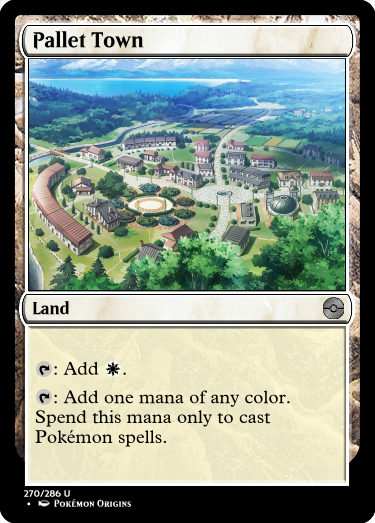 Pallet Town
Land
: Add .
: Add one mana of any color.
Spend this mana only to cast
Pokémon spells.
270/286 U
• Pokémon Origins